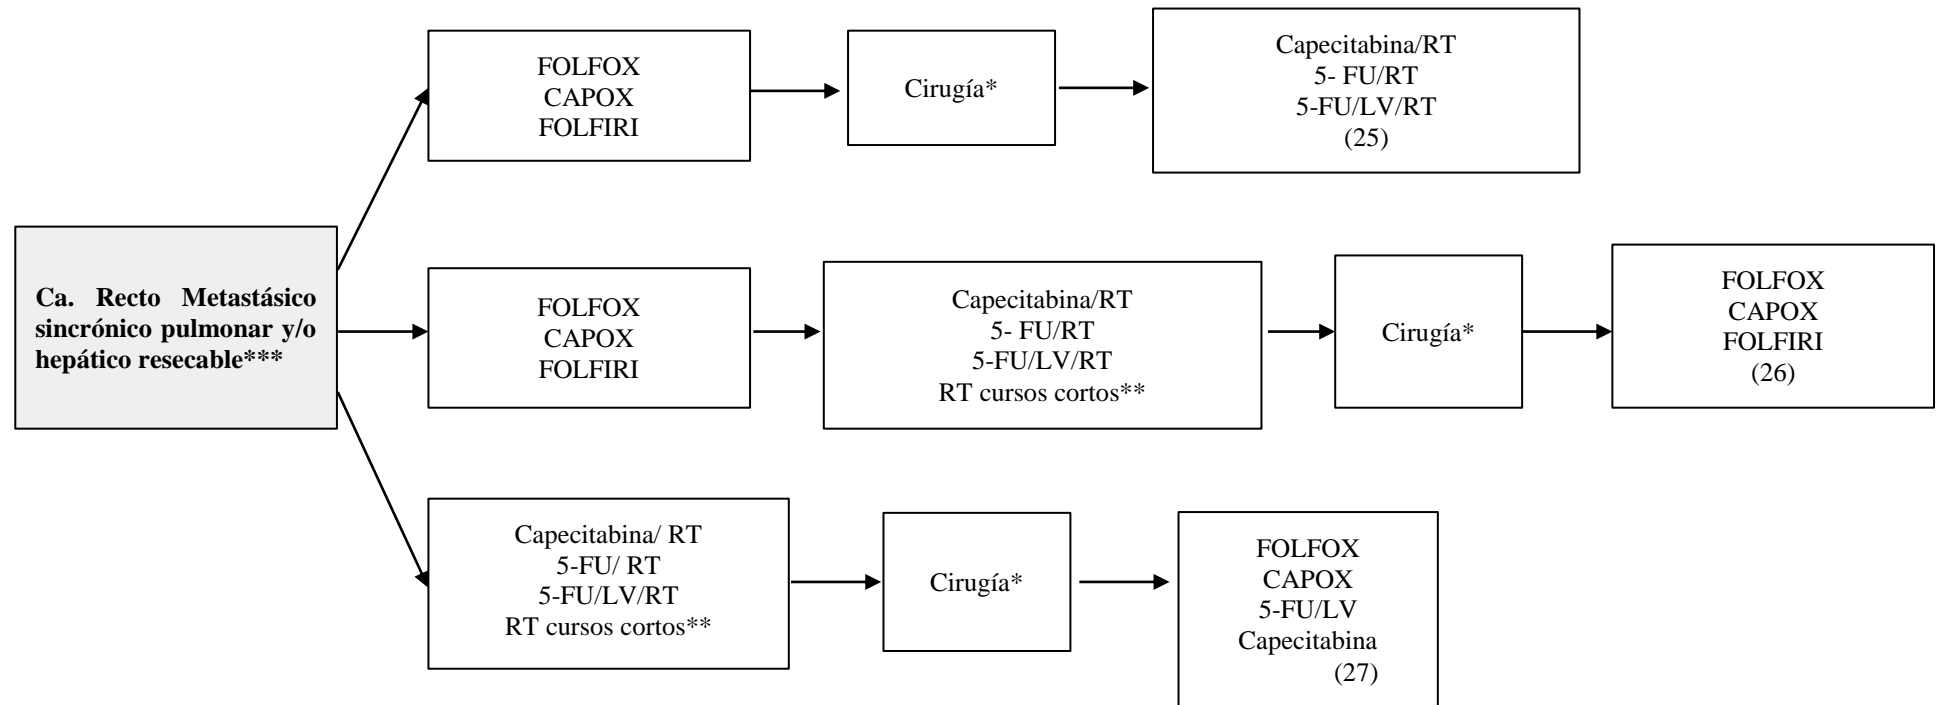 FOLFOX
CAPOX
FOLFIRI
Cirugía*
Capecitabina/RT
5- FU/RT
5-FU/LV/RT
(25)
Ca. Recto Metastásico
sincrónico pulmonar y/o
hepático resecable***
FOLFOX
CAPOX
FOLFIRI
Capecitabina/RT
5- FU/RT
5-FU/LV/RT
RT cursos cortos**
Cirugía*
FOLFOX
CAPOX
FOLFIRI
(26)
Capecitabina/ RT
5-FU/ RT
5-FU/LV/RT
RT cursos cortos**
Cirugía*
FOLFOX
CAPOX
5-FU/LV
Capecitabina
(27)